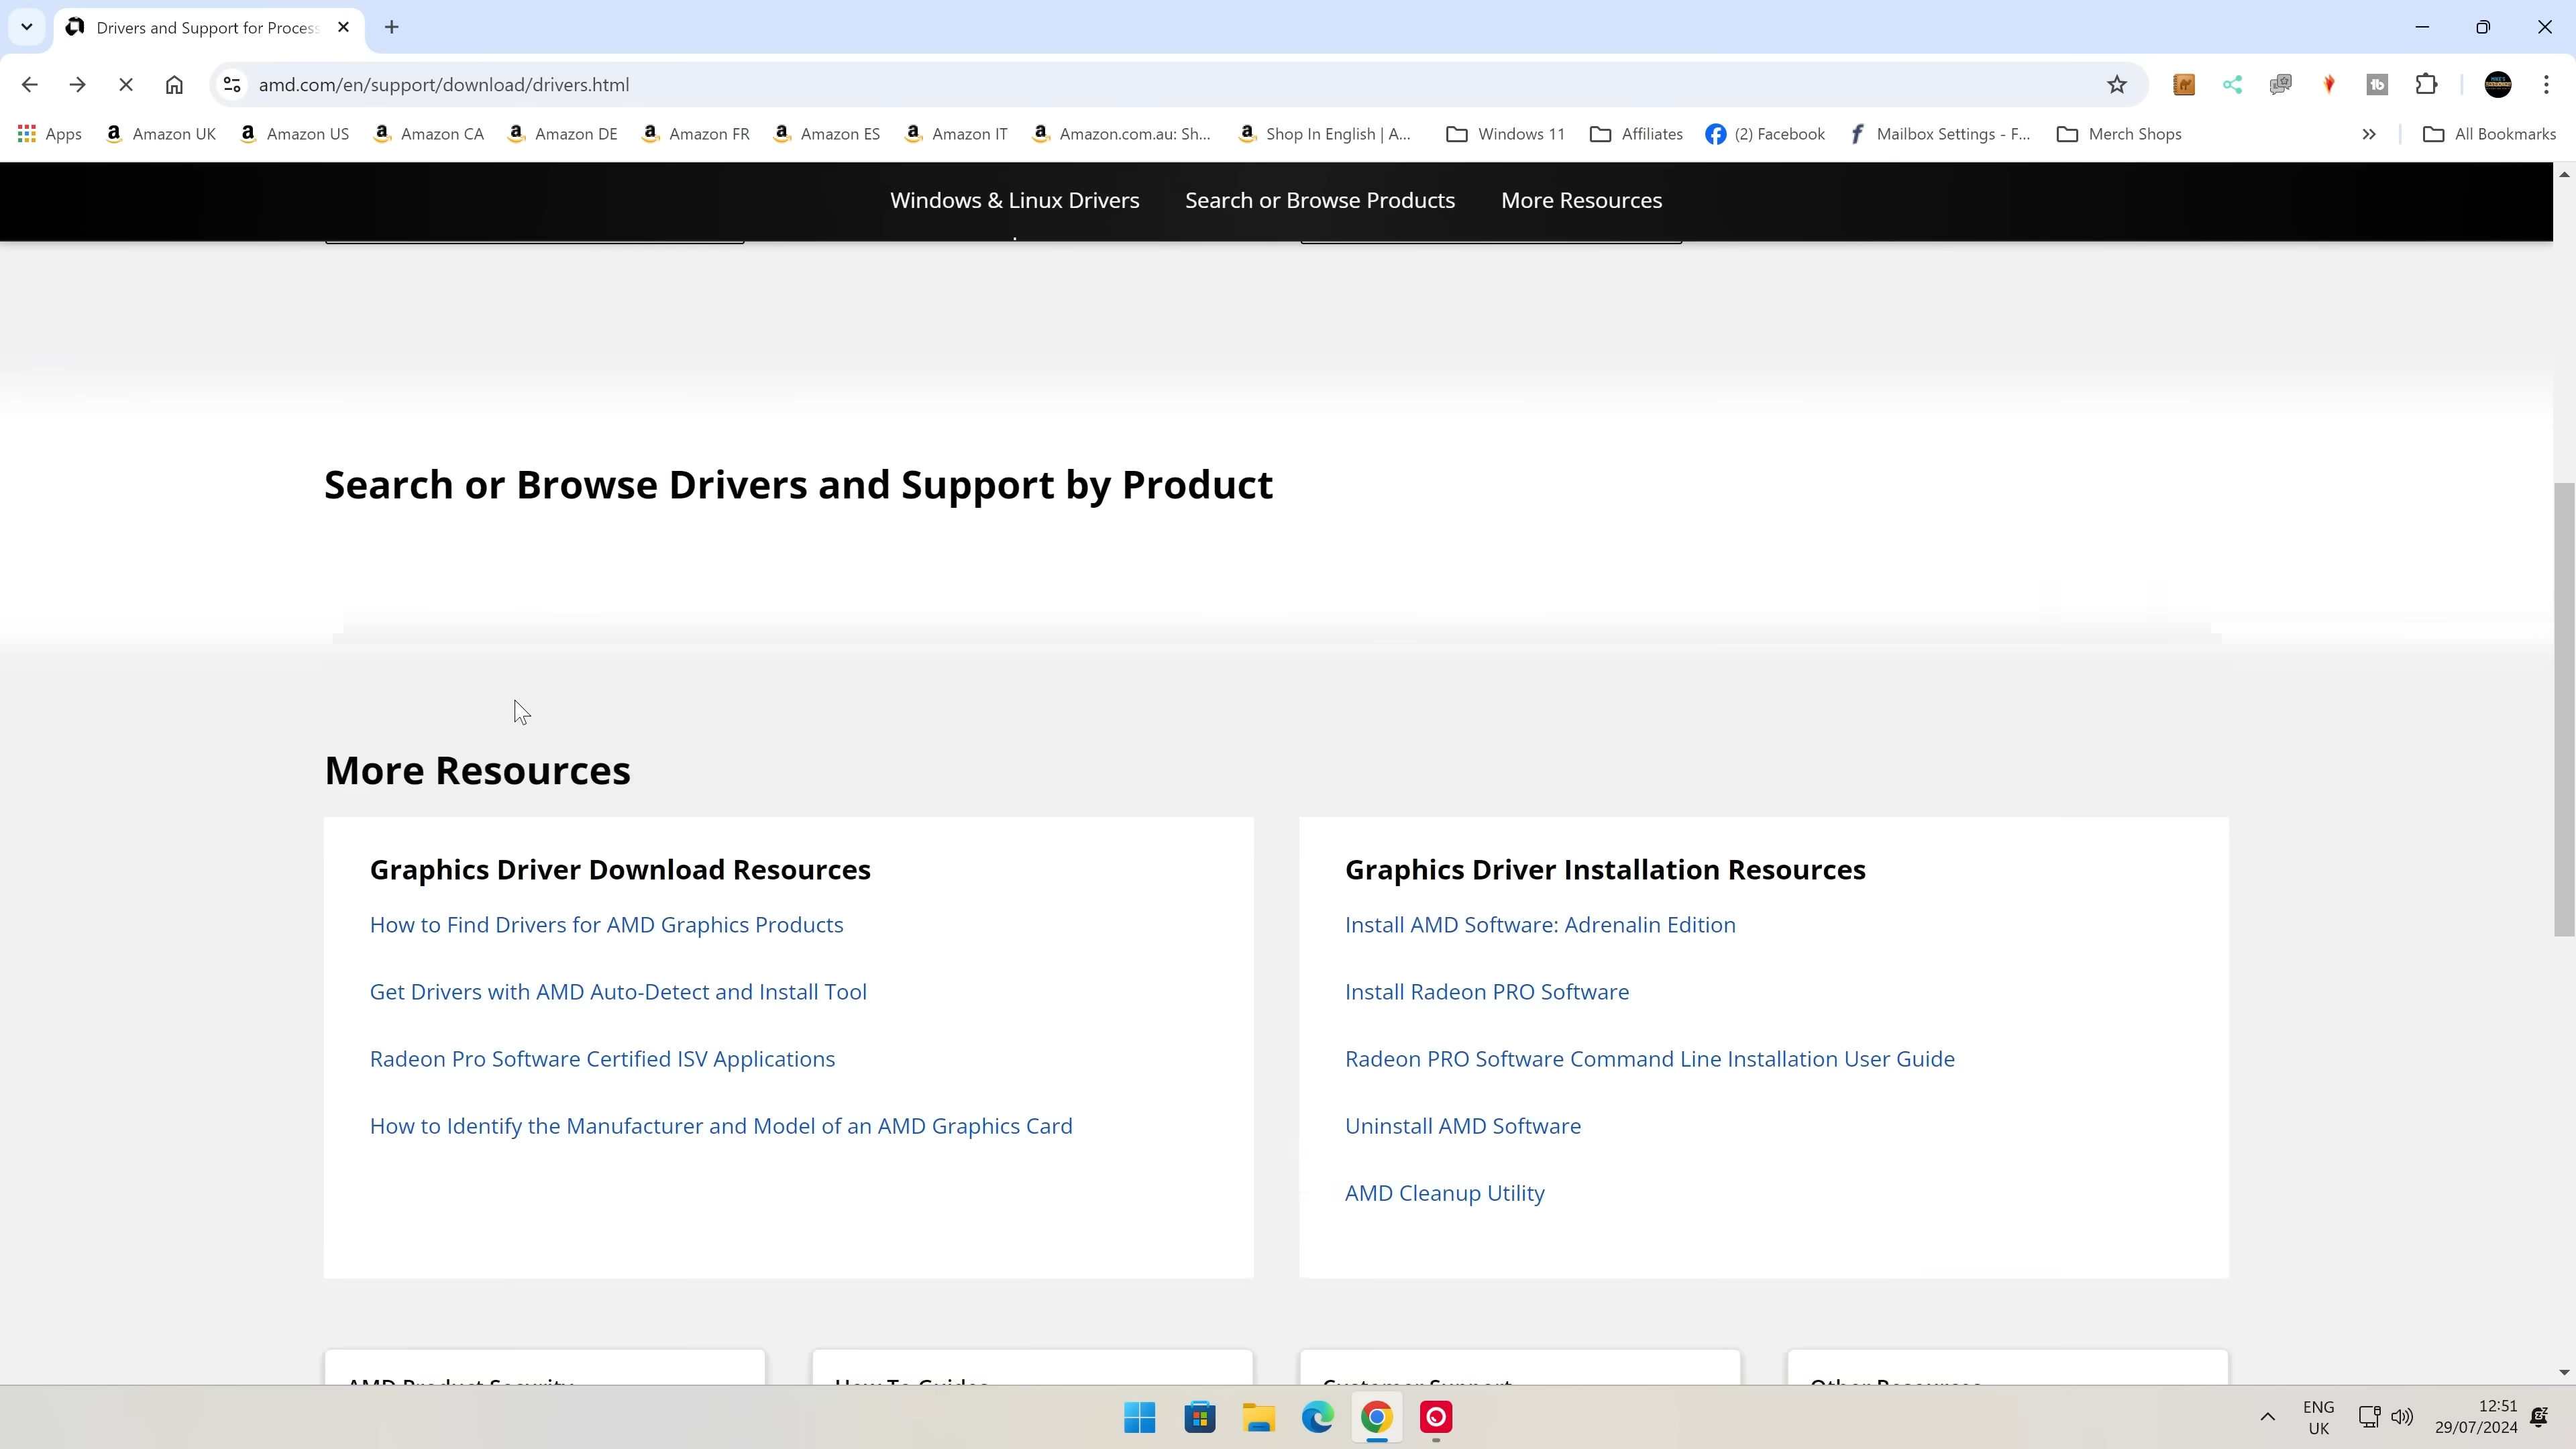 Drivers and Support for Process
amd.com/en/support/download/drivers.html
Apps Amazon UK Amazon US Amazon CA Amazon DE Amazon FR Amazon ES Amazon IT Amazon.com.au: Sh... Shop In English | A... Windows 11 Affiliates (2) Facebook Mailbox Settings - F... Merch Shops » All Bookmarks
Windows & Linux Drivers Search or Browse Products More Resources
Search or Browse Drivers and Support by Product
More Resources
Graphics Driver Download Resources
How to Find Drivers for AMD Graphics Products
Get Drivers with AMD Auto-Detect and Install Tool
Radeon Pro Software Certified ISV Applications
How to Identify the Manufacturer and Model of an AMD Graphics Card
Graphics Driver Installation Resources
Install AMD Software: Adrenalin Edition
Install Radeon PRO Software
Radeon PRO Software Command Line Installation User Guide
Uninstall AMD Software
AMD Cleanup Utility
AMD Product Security How To Guides Customer Support Other Resources
ENG
UK
12:51
29/07/2024